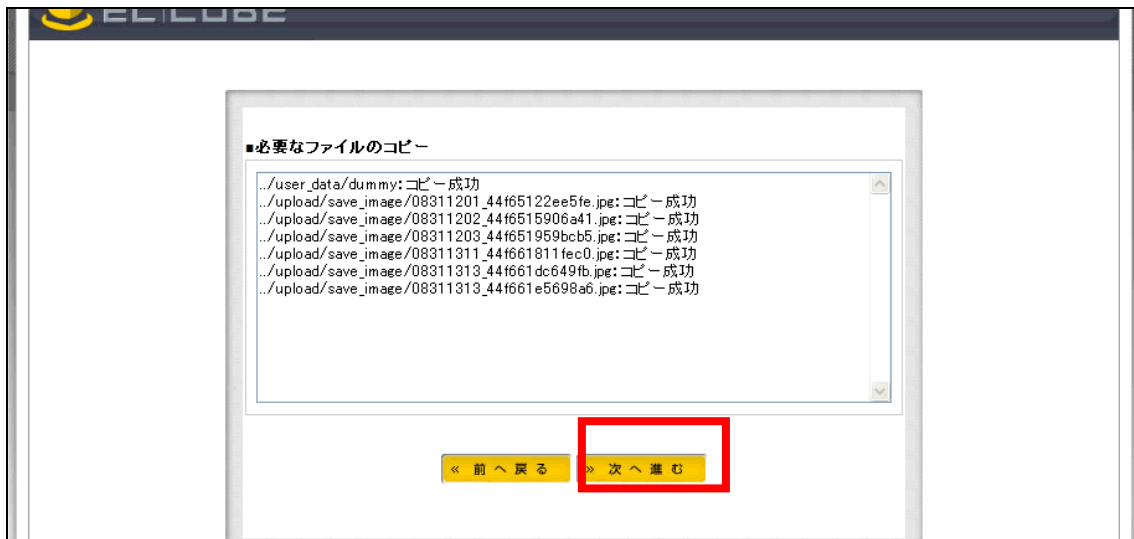 ■必要なファイルのコピー
../user_data/dummy:コピー成功
../upload/save_image/08311201_44f65122ee5fe.jpg:コピー成功
../upload/save_image/08311202_44f6515906a41.jpg:コピー成功
../upload/save_image/08311203_44f651959bcb5.jpg:コピー成功
../upload/save_image/08311311_44f661811fec0.jpg:コピー成功
../upload/save_image/08311313_44f661dc649fb.jpg:コピー成功
../upload/save_image/08311313_44f661e5698a6.jpg:コピー成功
« 前へ戻る » 次へ進む